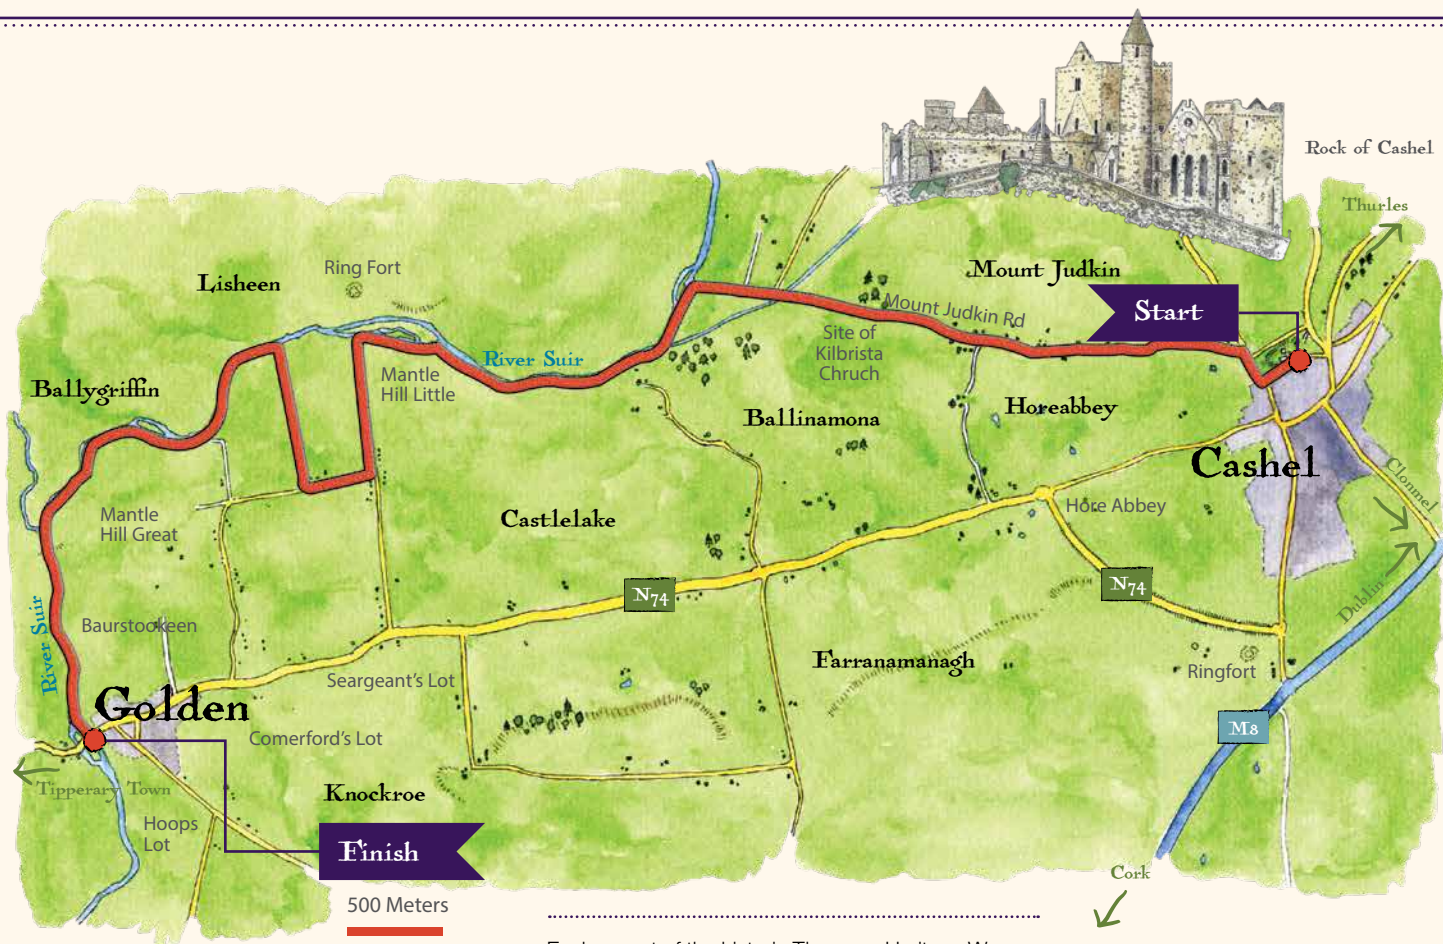 Rock of Cashel
Thurles
Mount Judkin
Ring Fort
Lisheen
Start
Mount Judkin Rd
Site of
Kilbrista
Chruch
River Suir
Mantle
Hill Little
Ballygriffin
Ballinamona
Horeabbey
Cashel
Clonmel
Hore Abbey
Mantle
Hill Great
Castlelake
N74
N74
Dublin
Baurstookeen
River Suir
Farranamanagh
Ringfort
Seargeant's Lot
Golden
M8
Comerford's Lot
Tipperary Town
Knockroe
Hoops
Lot
Finish
Cork
500 Meters